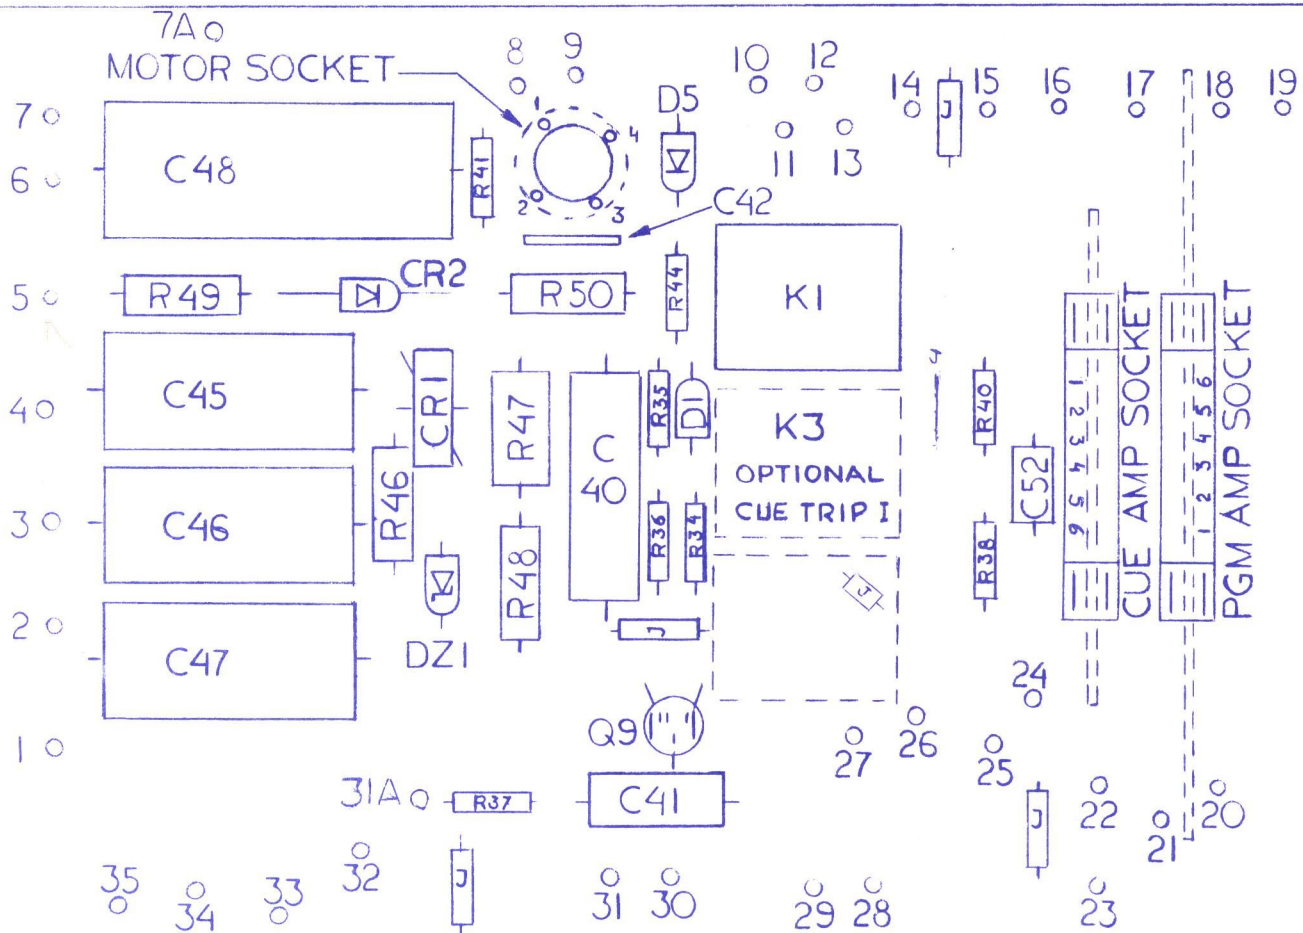 7A
MOTOR SOCKET
8
9
10
12
D5
14
J
15
16
17
18
19
7
1
4
11
13
C48
R41
6
2
3
C42
CR2
R49
R50
R44
K1
5
C45
CR1
R47
R35
D1
K3
R40
4
OPTIONAL
CUE TRIP I
C
40
C52
1 2 3 4 5 6
CUE AMP SOCKET
1 2 3 4 5 6
PGM AMP SOCKET
R46
C46
3
R36
R34
R38
R48
J
2
J
C47
DZ1
24
Q9
1
27
26
25
31A
R37
C41
J
22
20
21
35
34
33
32
J
31
30
29
28
23